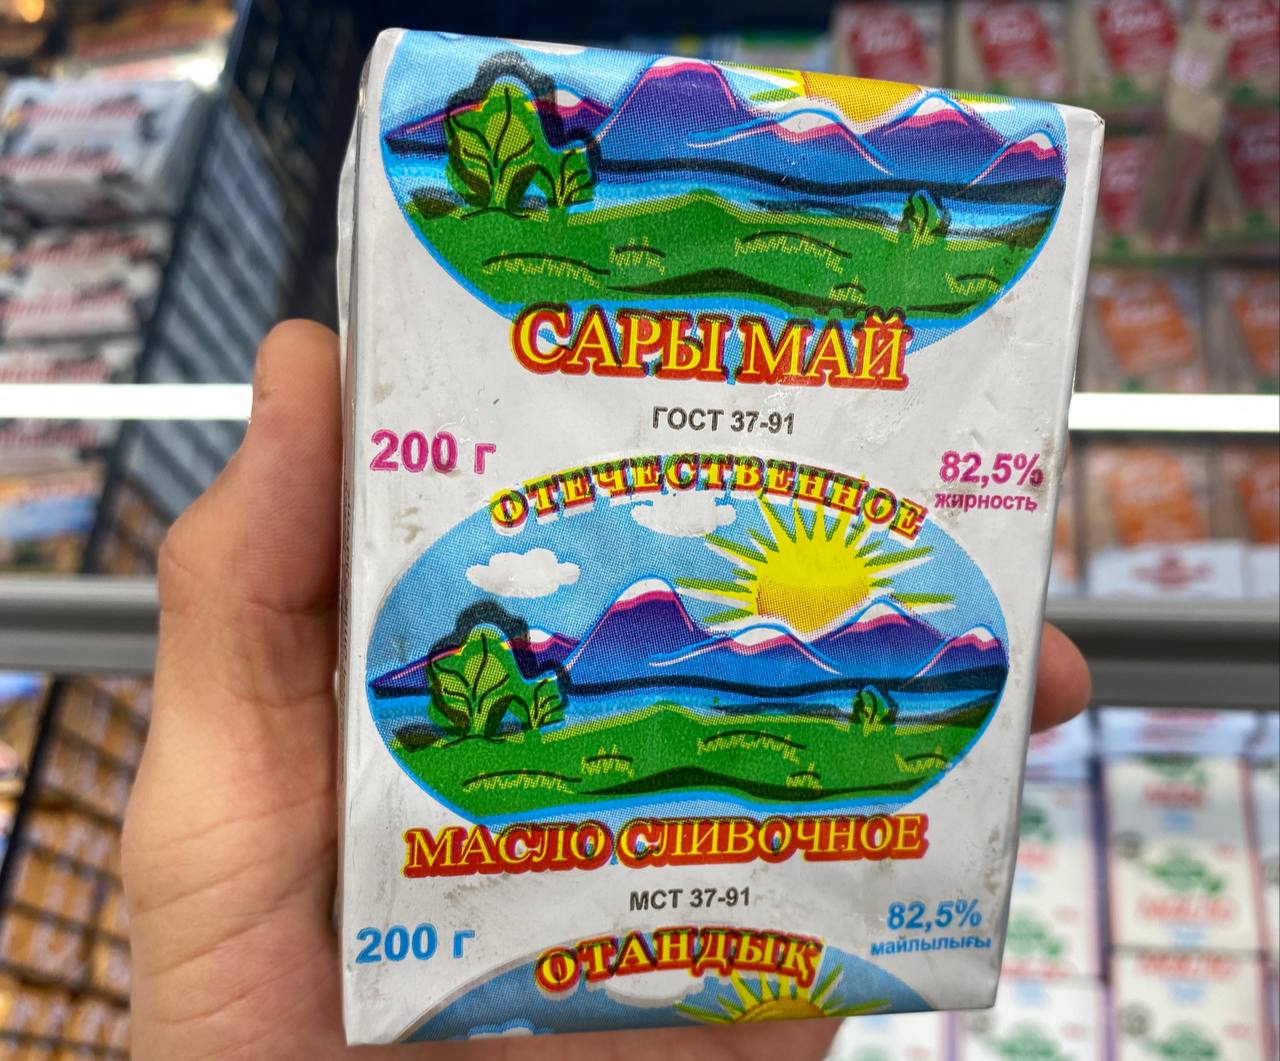 САРЫ МАЙ
ГОСТ 37-91
200 г
82,5%
жирность
ОТЕЧЕСТВЕННОЕ
МАСЛО СЛИВОЧНОЕ
МСТ 37-91
200 г
82,5%
майлылығы
ОТАНДЫҚ